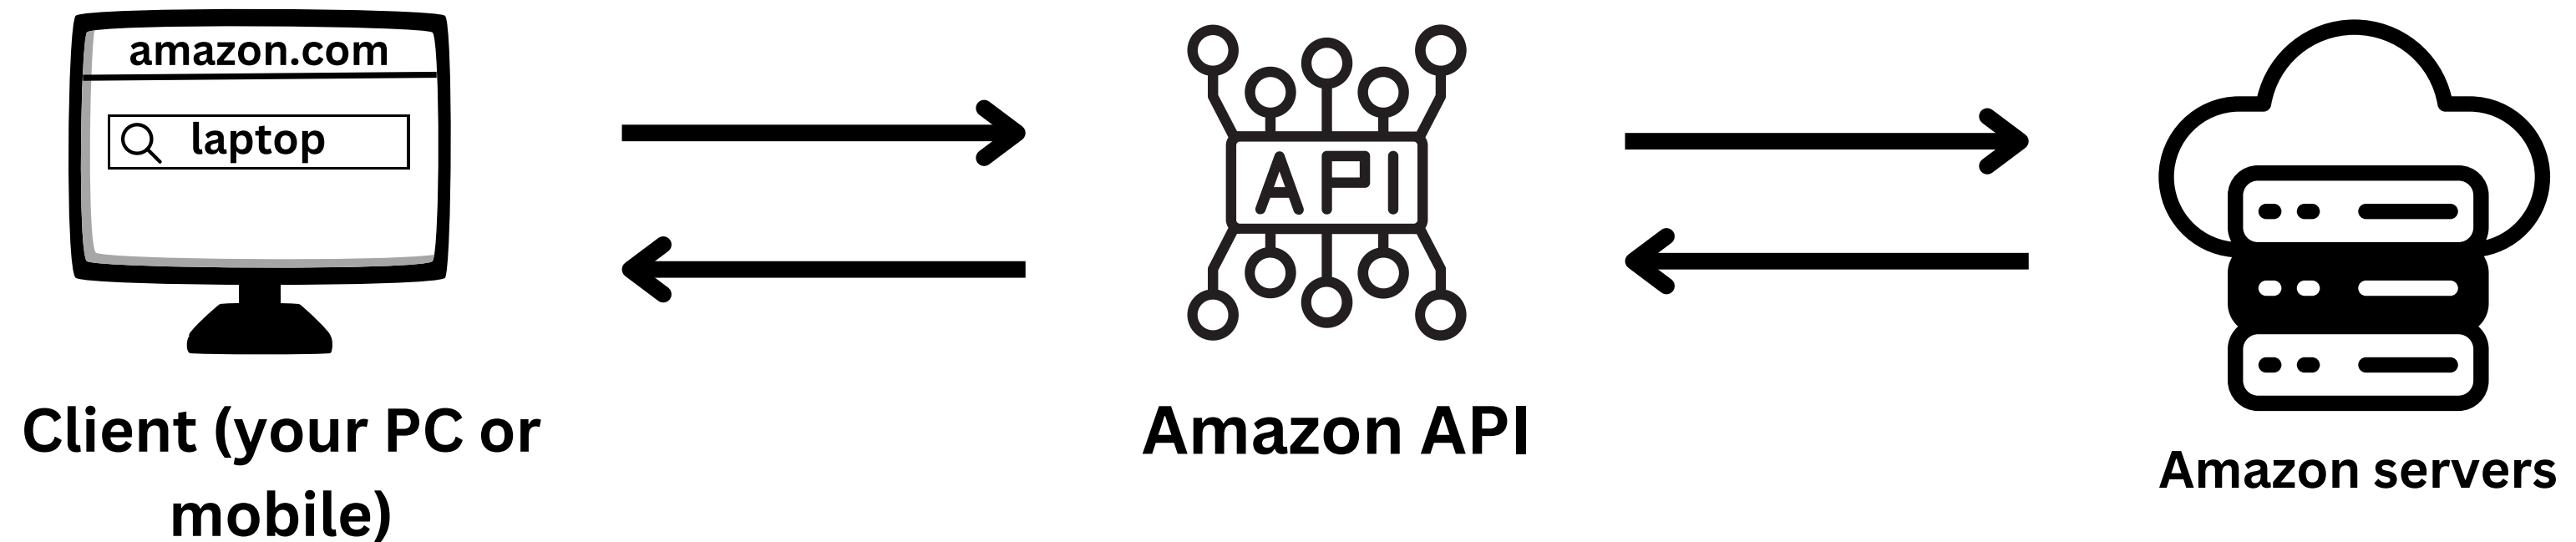 amazon.com
laptop
API
Client (your PC or
mobile)
Amazon API
Amazon servers